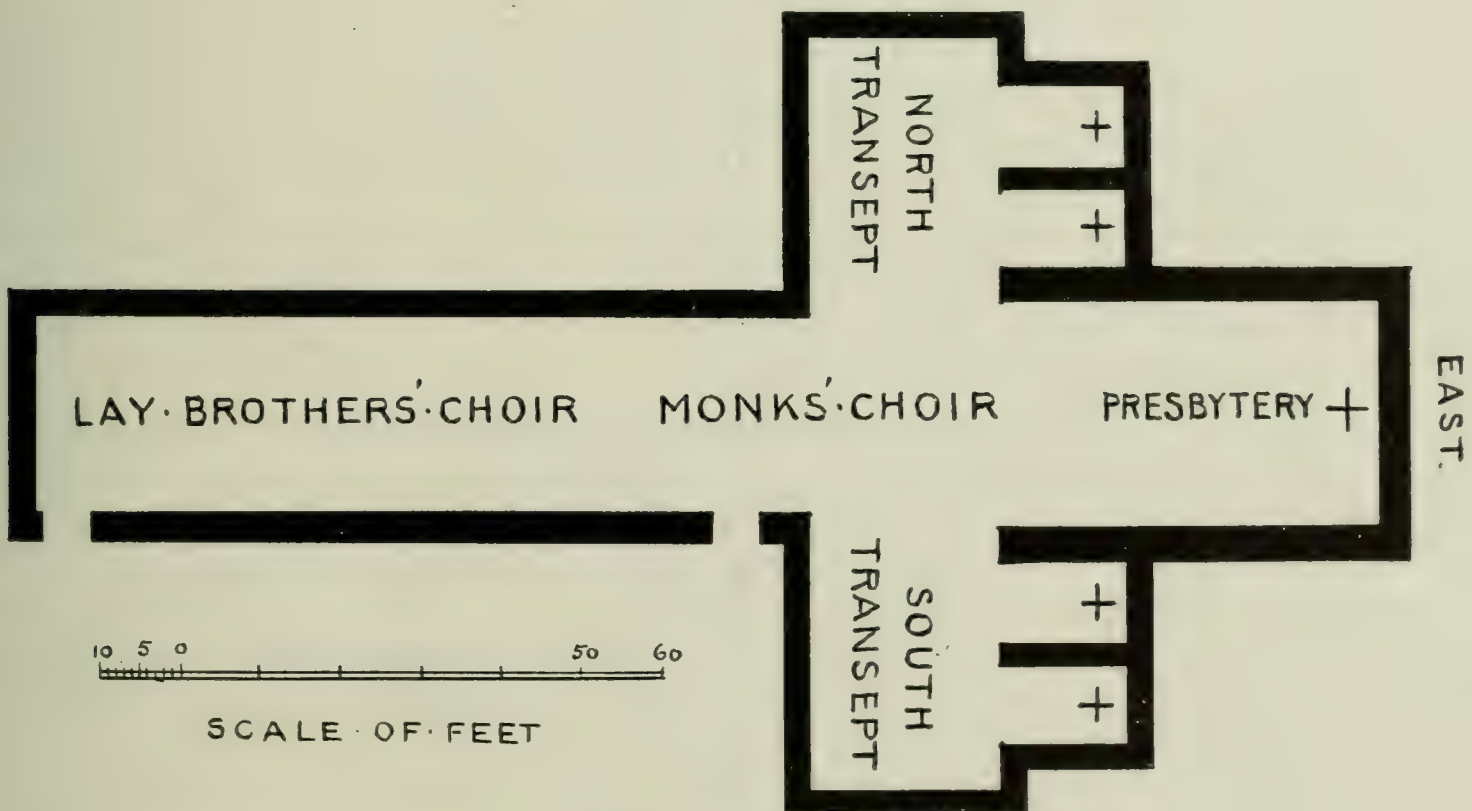 NORTH
TRANSEPT
LAY·BROTHERS'·CHOIR
MONKS'·CHOIR
PRESBYTERY
EAST.
SOUTH
TRANSEPT
10 5 0 50 60
SCALE·OF·FEET